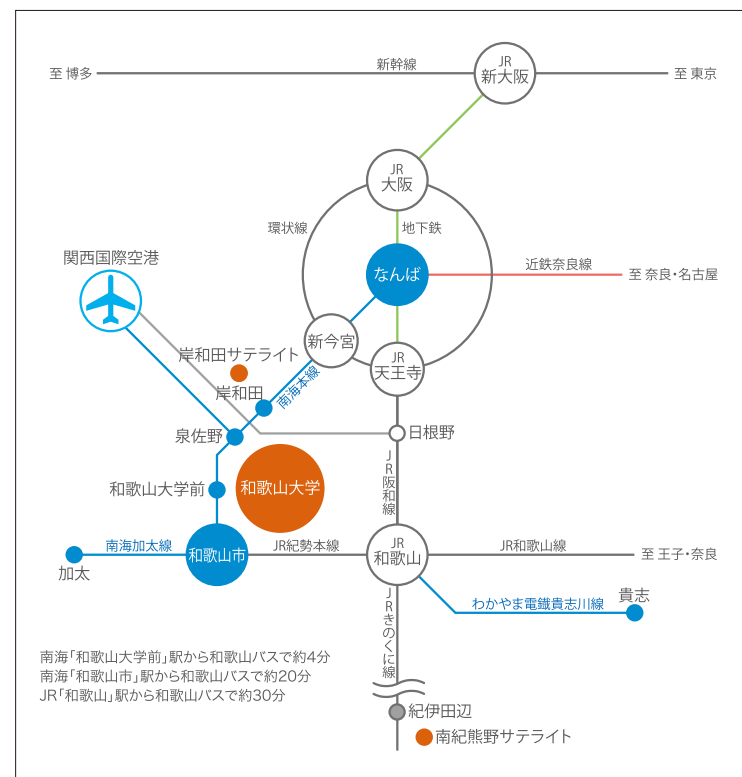 至 博多
新幹線
JR
新大阪
至 東京
JR
大阪
環状線
地下鉄
関西国際空港
なんば
近鉄奈良線
至 奈良・名古屋
新今宮
岸和田サテライト
JR
天王寺
岸和田
南海本線
泉佐野
日根野
JR阪和線
和歌山大学前
和歌山大学
南海加太線
和歌山市
JR紀勢本線
JR
和歌山
JR和歌山線
至 王子・奈良
加太
わかやま電鐵貴志川線
貴志
JRきのくに線
南海「和歌山大学前」駅から和歌山バスで約4分
南海「和歌山市」駅から和歌山バスで約20分
JR「和歌山」駅から和歌山バスで約30分
紀伊田辺
南紀熊野サテライト